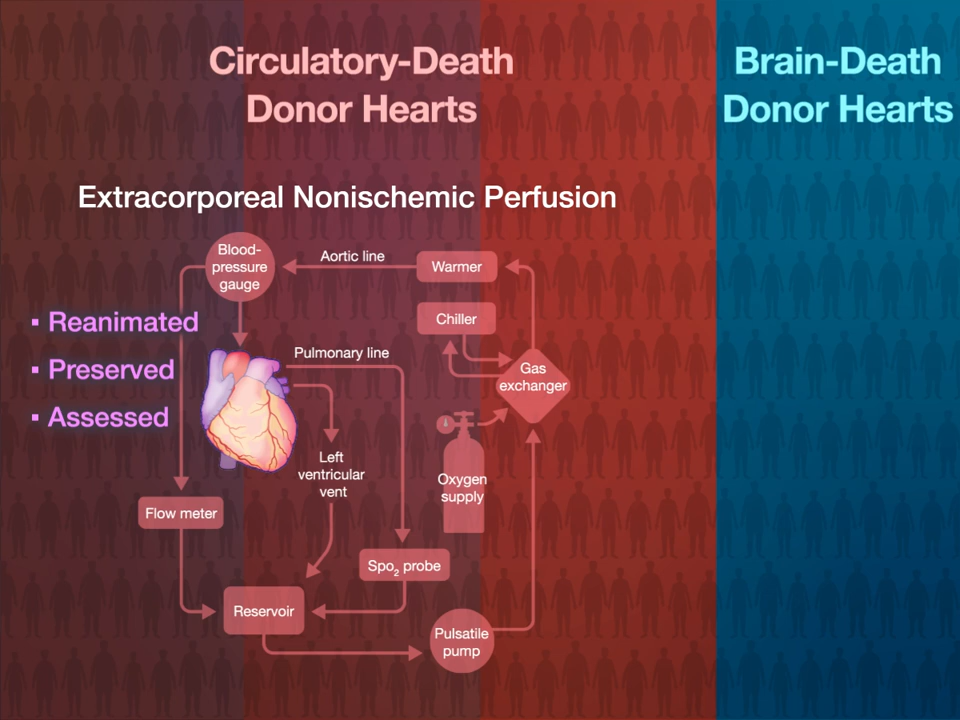 Circulatory-Death
Donor Hearts
Brain-Death
Donor Hearts
Extracorporeal Nonischemic Perfusion
Blood-
pressure
gauge
Aortic line
Warmer
Chiller
▪ Reanimated
▪ Preserved
▪ Assessed
Pulmonary line
Gas
exchanger
Left
ventricular
vent
Oxygen
supply
Flow meter
Spo₂ probe
Reservoir
Pulsatile
pump